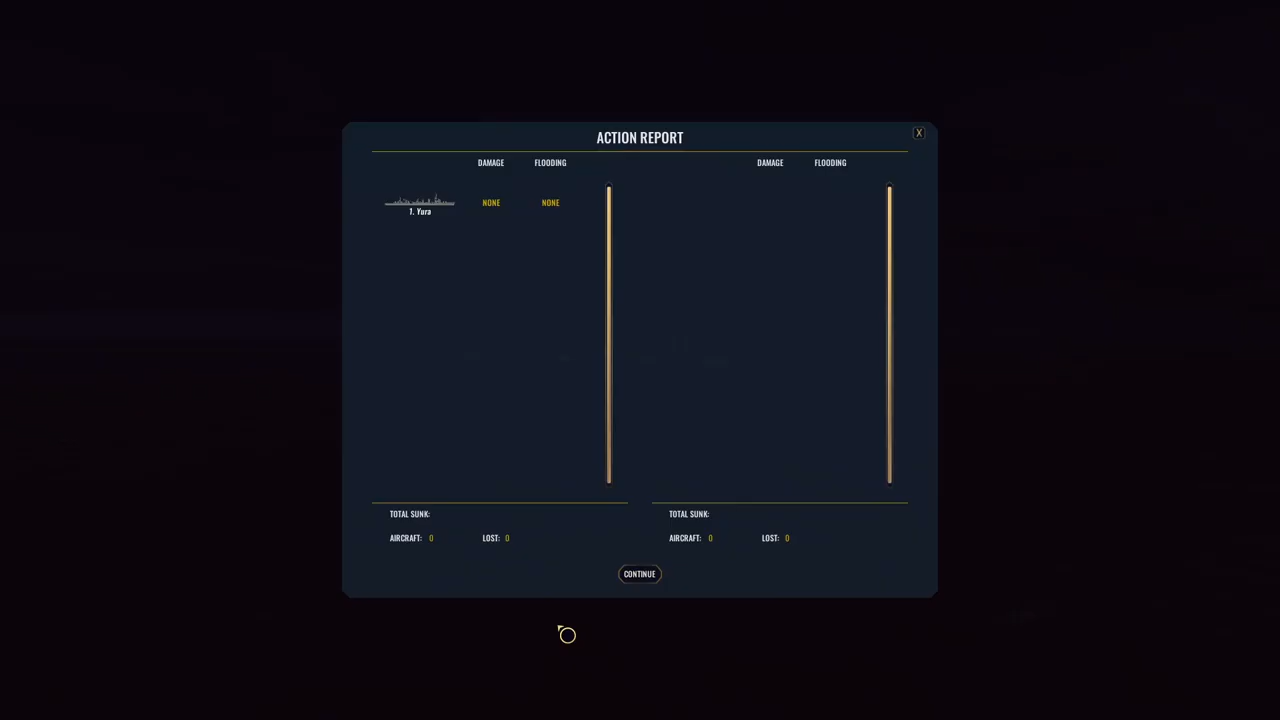 ACTION REPORT
X
DAMAGE FLOODING DAMAGE FLOODING
NONE NONE
1. Yura
TOTAL SUNK: TOTAL SUNK:
AIRCRAFT: 0 LOST: 0 AIRCRAFT: 0 LOST: 0
CONTINUE